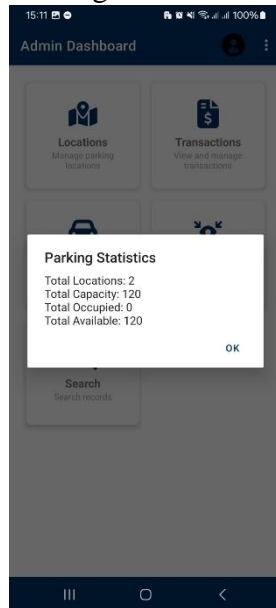 15:11
100%
Admin Dashboard
Locations
Manage parking
locations
Transactions
View and manage
transactions
Parking Statistics
Total Locations: 2
Total Capacity: 120
Total Occupied: 0
Total Available: 120
OK
Search
Search records